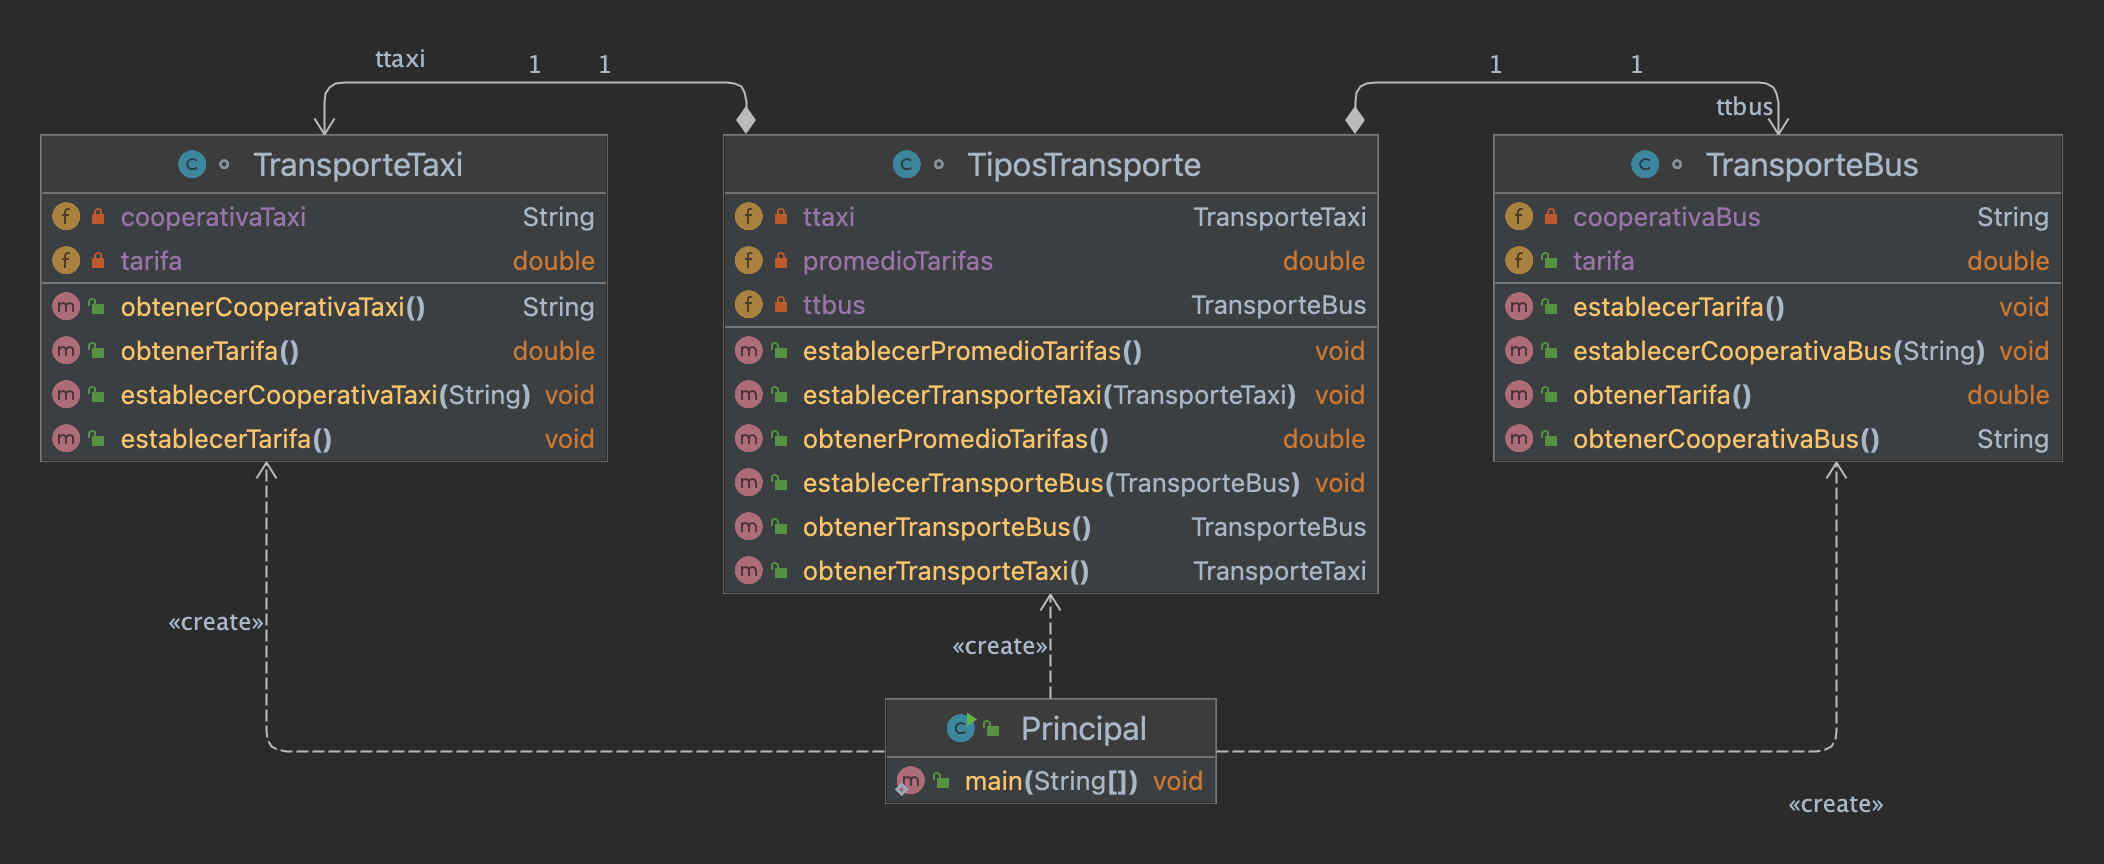 ttaxi 1 1
1 1
ttbus
TransporteTaxi
cooperativaTaxi String
tarifa double
obtenerCooperativaTaxi() String
obtenerTarifa() double
establecerCooperativaTaxi(String) void
establecerTarifa() void
TiposTransporte
ttaxi TransporteTaxi
promedioTarifas double
ttbus TransporteBus
establecerPromedioTarifas() void
establecerTransporteTaxi(TransporteTaxi) void
obtenerPromedioTarifas() double
establecerTransporteBus(TransporteBus) void
obtenerTransporteBus() TransporteBus
obtenerTransporteTaxi() TransporteTaxi
TransporteBus
cooperativaBus String
tarifa double
establecerTarifa() void
establecerCooperativaBus(String) void
obtenerTarifa() double
obtenerCooperativaBus() String
«create»
«create»
Principal
main(String[]) void
«create»